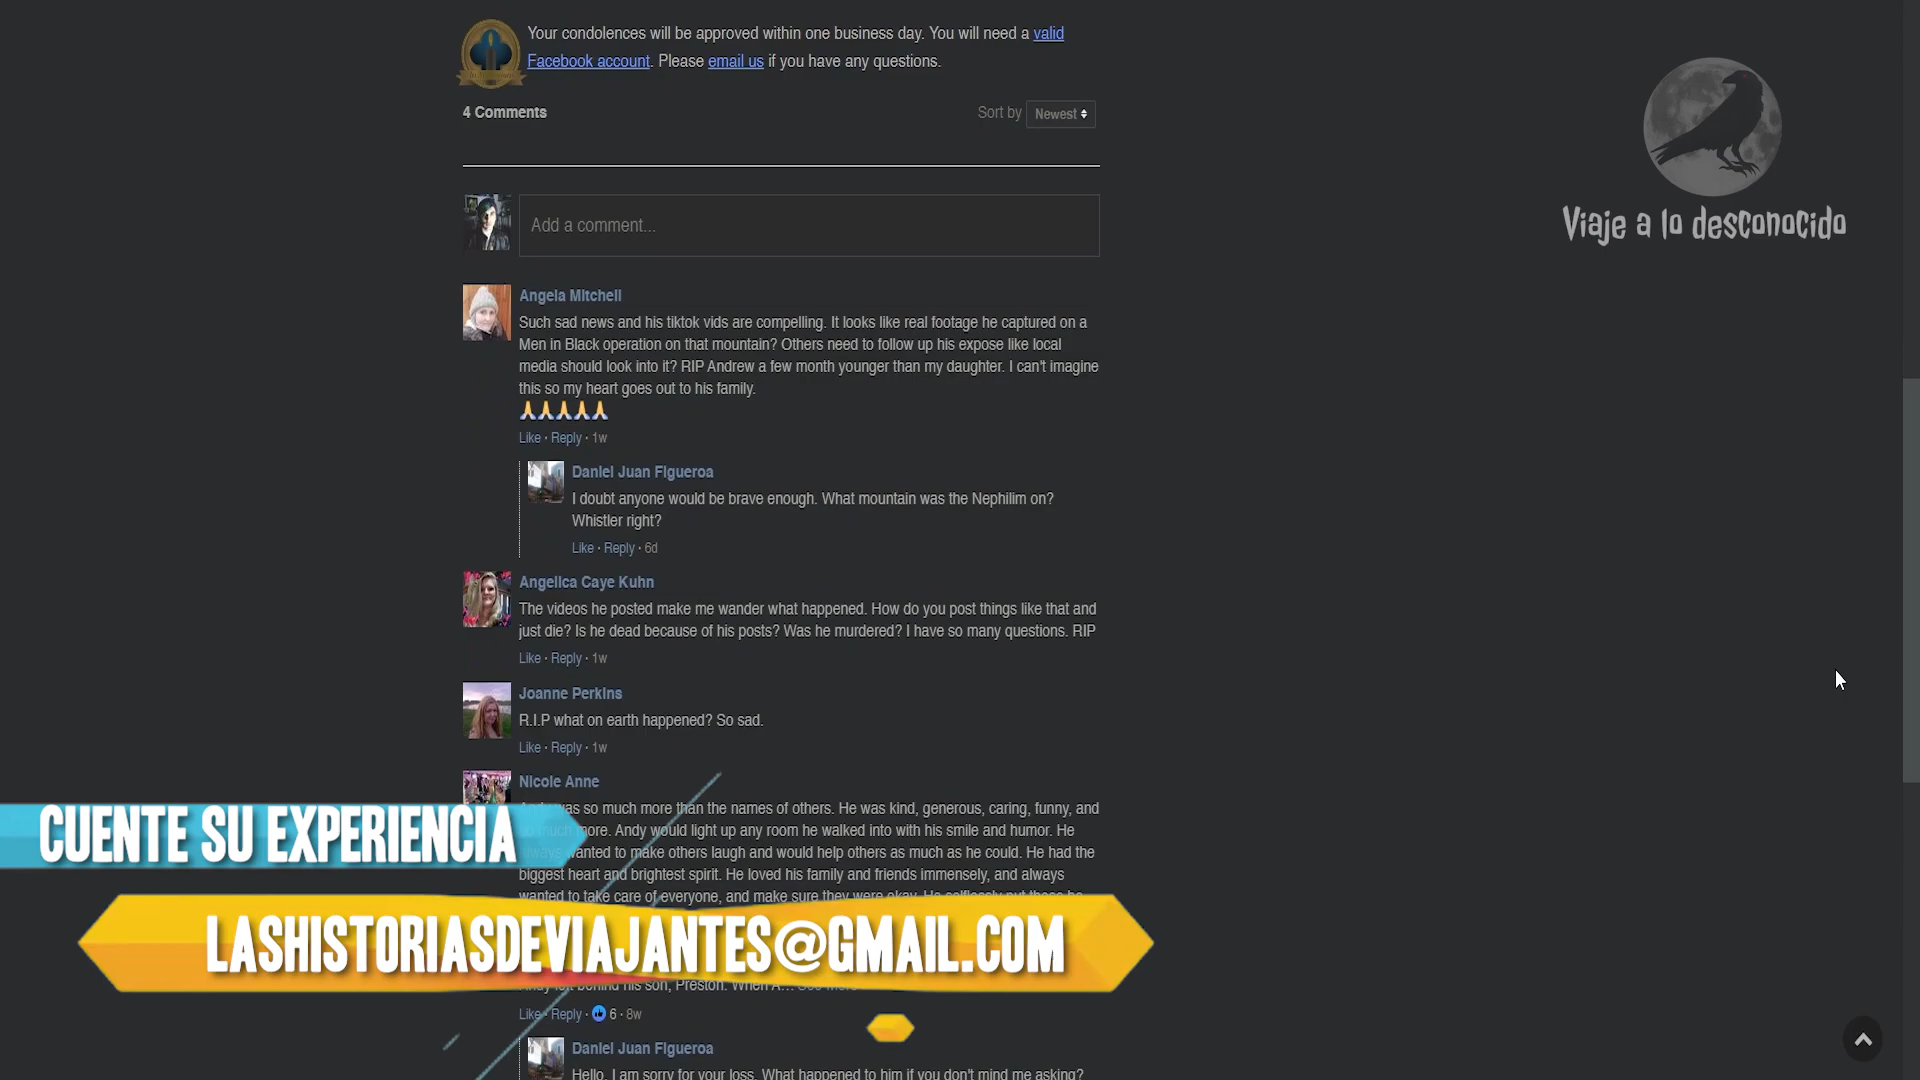 Your condolences will be approved within one business day. You will need a valid
Facebook account. Please email us if you have any questions.
4 Comments
Sort by Newest
Viaje a lo desconocido
Add a comment...
Angela Mitchell
Such sad news and his tiktok vids are compelling. It looks like real footage he captured on a
Men in Black operation on that mountain? Others need to follow up his expose like local
media should look into it? RIP Andrew a few month younger than my daughter. I can't imagine
this so my heart goes out to his family.
🙏🙏🙏🙏🙏
Like · Reply · 1w
Daniel Juan Figueroa
I doubt anyone would be brave enough. What mountain was the Nephilim on?
Whistler right?
Like · Reply · 6d
Angelica Caye Kuhn
The videos he posted make me wander what happened. How do you post things like that and
just die? Is he dead because of his posts? Was he murdered? I have so many questions. RIP
Like · Reply · 1w
Joanne Perkins
R.I.P what on earth happened? So sad.
Like · Reply · 1w
Nicole Anne
was so much more than the names of others. He was kind, generous, caring, funny, and
much more. Andy would light up any room he walked into with his smile and humor. He
always wanted to make others laugh and would help others as much as he could. He had the
biggest heart and brightest spirit. He loved his family and friends immensely, and always
wanted to take care of everyone, and make sure they were okay. He selflessly put
CUENTE SU EXPERIENCIA
LASHISTORIASDEVIAJANTES@GMAIL.COM
behind his son, Preston. When A...
Like · Reply · 6 · 8w
Daniel Juan Figueroa
Hello, I am sorry for your loss. What happened to him if you don't mind me asking?